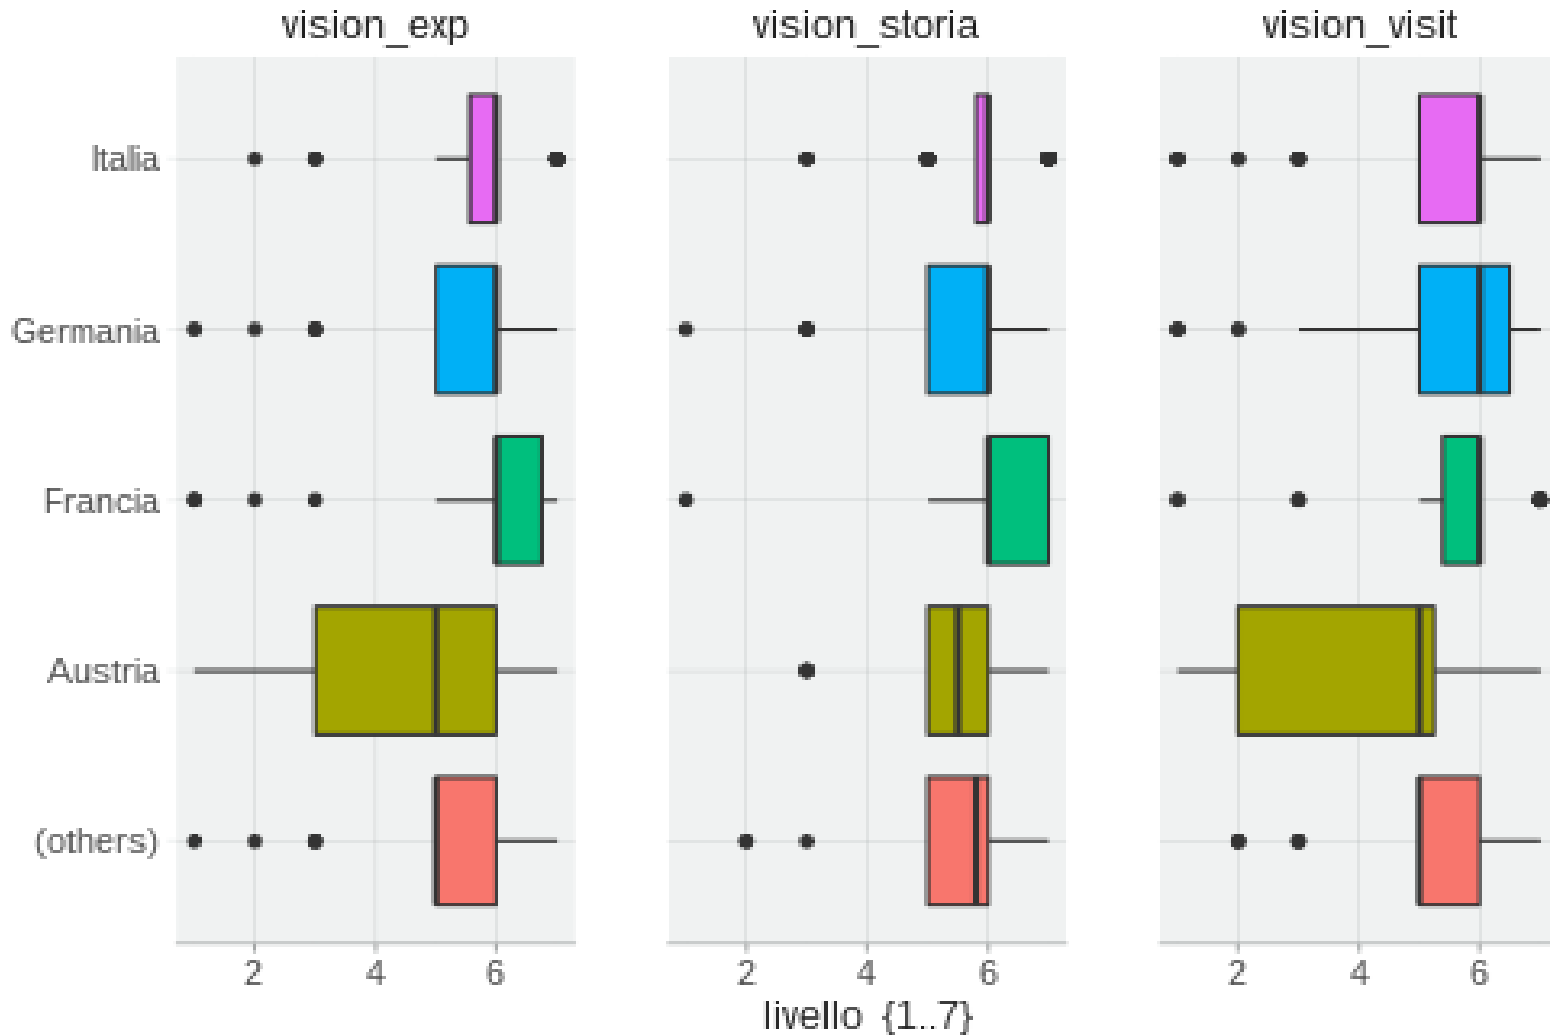 vision_exp vision_storia vision_visit
Italia
Germania
Francia
Austria
(others)
2 4 6 2 4 6 2 4 6
livello {1..7}